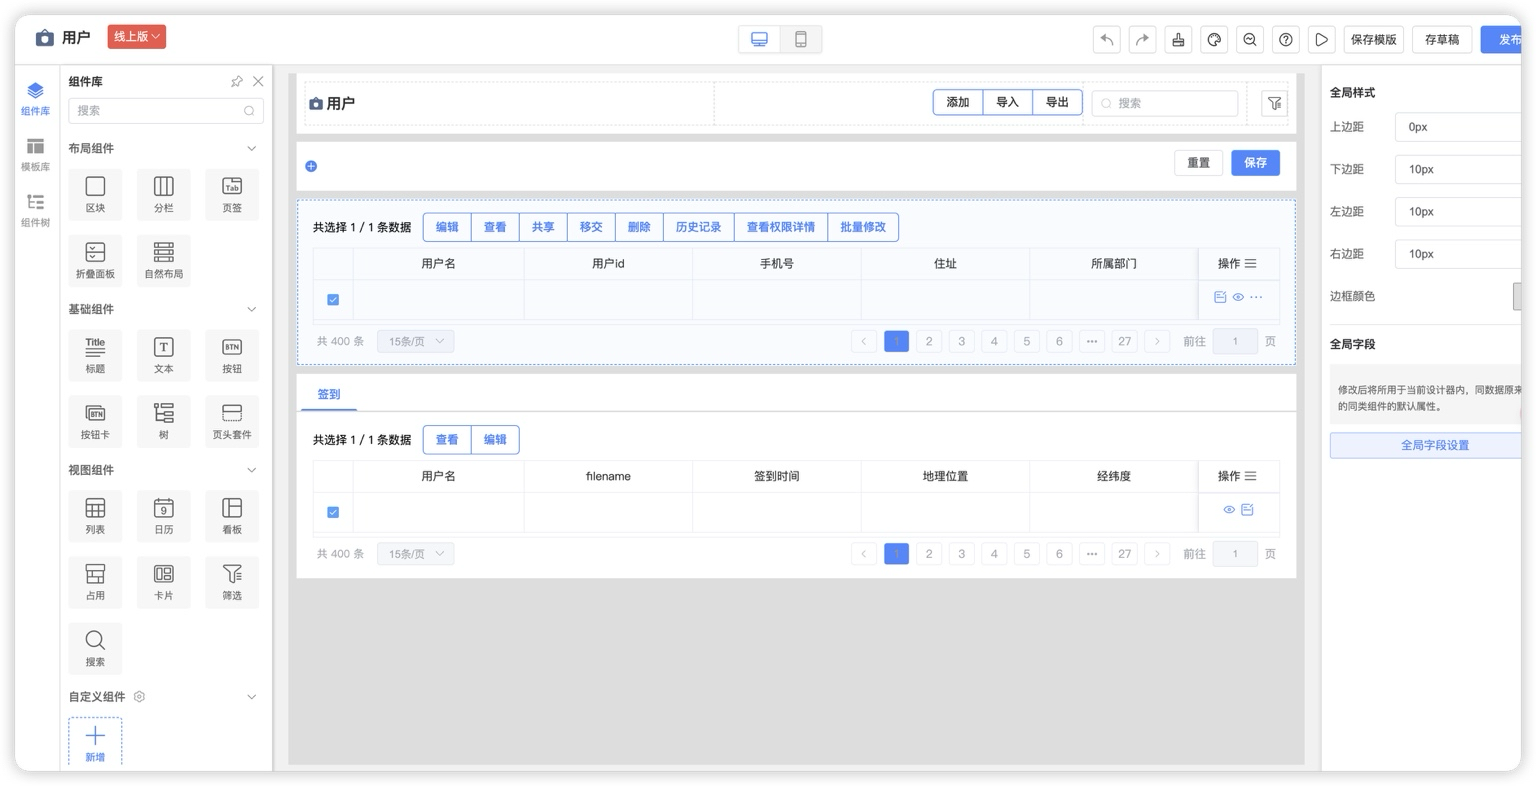 用户 线上版
保存模版 存草稿 发布
组件库
模板库
组件树
组件库
搜索
布局组件
区块 分栏 Tab 页签
折叠面板 自然布局
基础组件
Title 标题 T 文本 BTN 按钮
BTN 按钮卡 树 页头套件
视图组件
列表 9 日历 看板
占用 卡片 筛选
搜索
自定义组件
新增
用户 添加 导入 导出 搜索
重置 保存
共选择 1 / 1 条数据 编辑 查看 共享 移交 删除 历史记录 查看权限详情 批量修改
用户名 用户id 手机号 住址 所属部门 操作
共 400 条 15条/页 1 2 3 4 5 6 ••• 27 前往 1 页
签到
共选择 1 / 1 条数据 查看 编辑
用户名 filename 签到时间 地理位置 经纬度 操作
共 400 条 15条/页 1 2 3 4 5 6 ••• 27 前往 1 页
全局样式
上边距 0px
下边距 10px
左边距 10px
右边距 10px
边框颜色
全局字段
修改后将所用于当前设计器内，同数据原来
的同类组件的默认属性。
全局字段设置